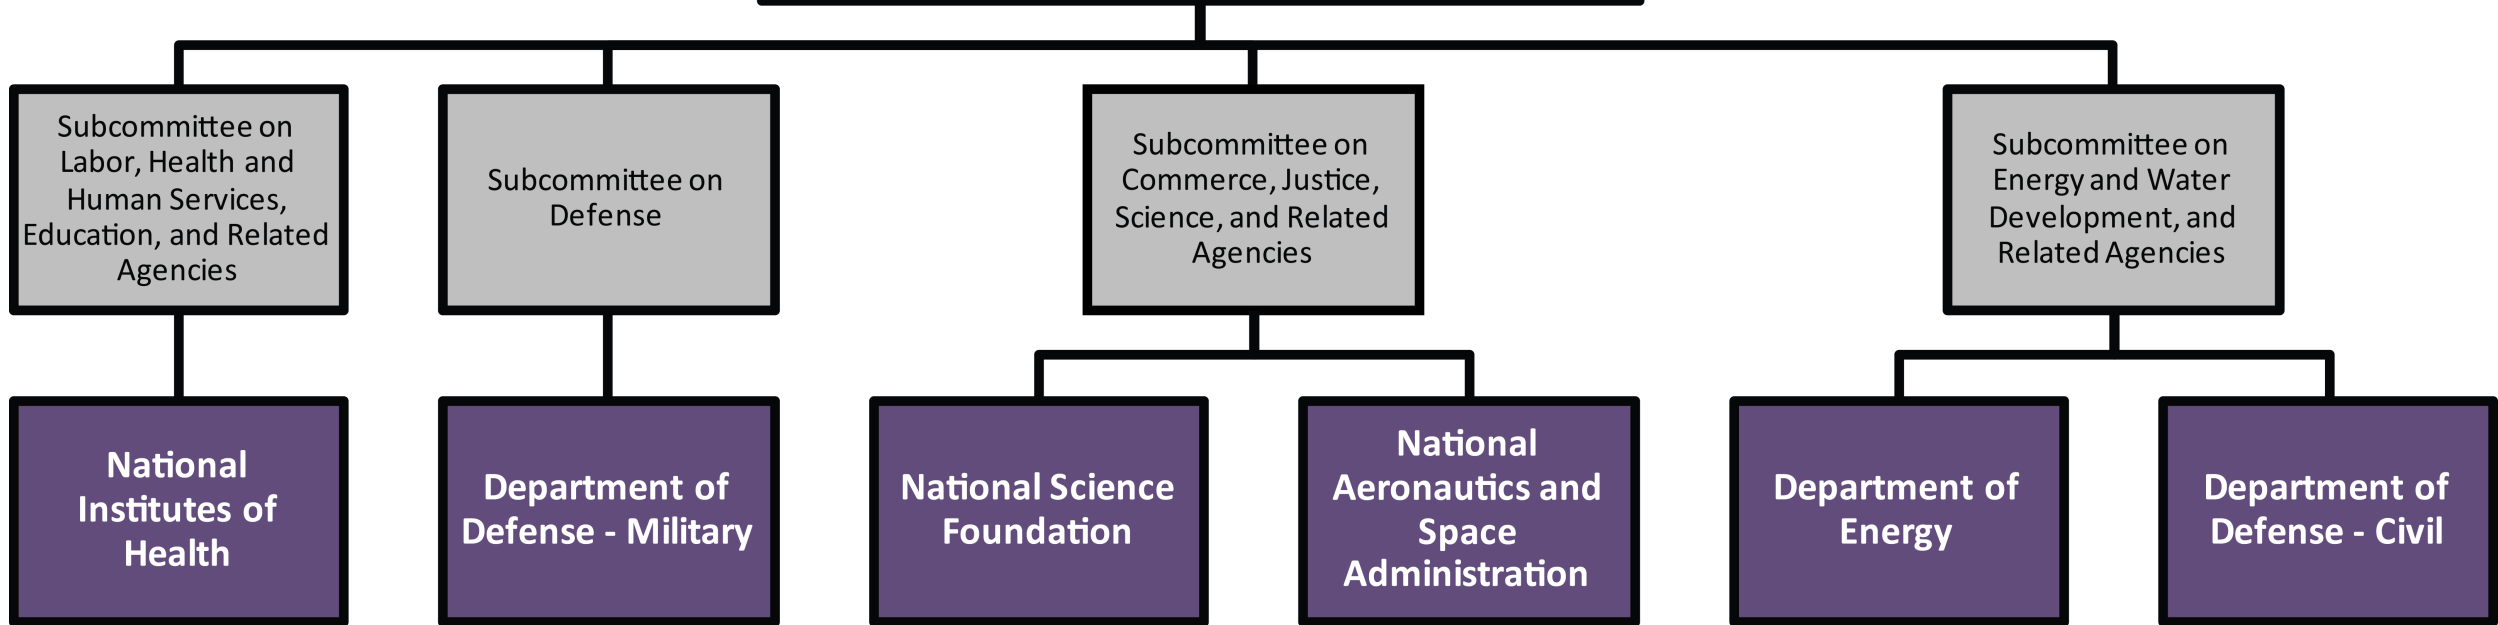 Subcommittee on
Labor, Health and
Human Services,
Education, and Related
Agencies
Subcommittee on
Defense
Subcommittee on
Commerce, Justice,
Science, and Related
Agencies
Subcommittee on
Energy and Water
Development, and
Related Agencies
National
Institutes of
Health
Department of
Defense - Military
National Science
Foundation
National
Aeronautics and
Space
Administration
Department of
Energy
Department of
Defense - Civil